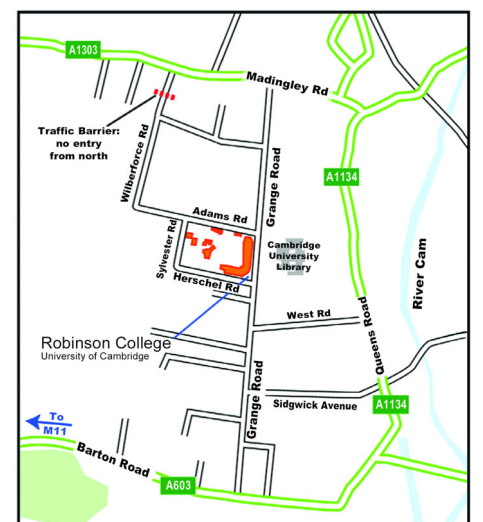 A1303
Madingley Rd
Traffic Barrier:
no entry
from north
Wilberforce Rd
Grange Road
A1134
Adams Rd
Sylvester Rd
Cambridge
University
Library
River Cam
Herschel Rd
West Rd
Queens Road
Robinson College
University of Cambridge
Grange Road
Sidgwick Avenue
A1134
To
M11
Barton Road
A603